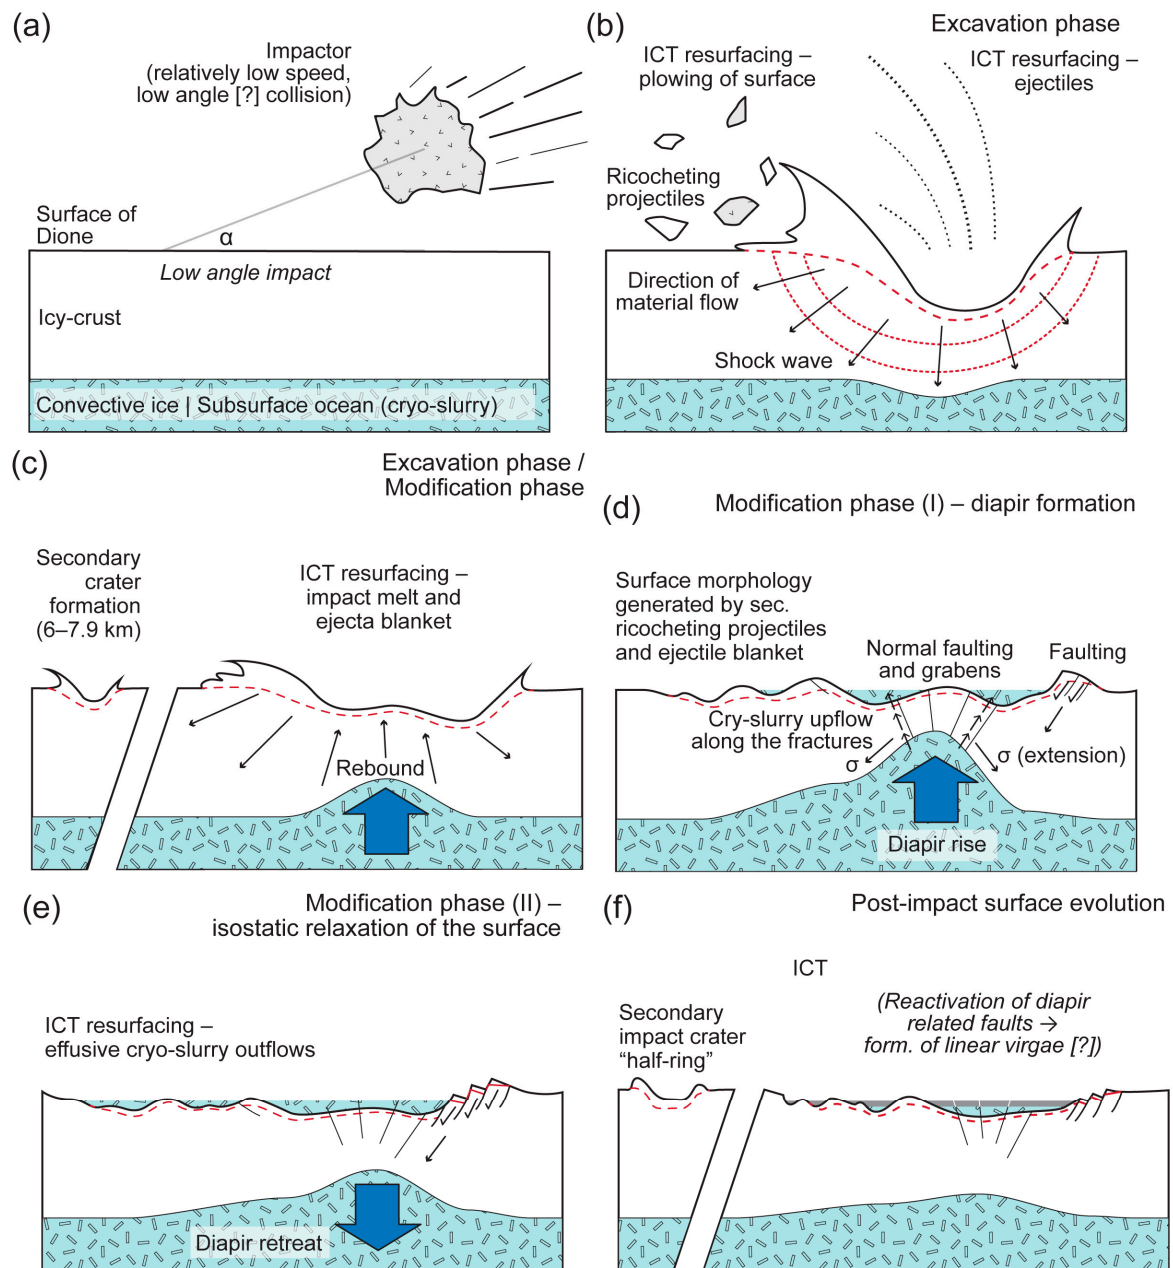 (a)
Impactor
(relatively low speed,
low angle [?] collision)
Surface of
Dione
α
Low angle impact
Icy-crust
Convective ice | Subsurface ocean (cryo-slurry)
(b)
Excavation phase
ICT resurfacing –
plowing of surface
ICT resurfacing –
ejectiles
Ricocheting
projectiles
Direction of
material flow
Shock wave
(c)
Excavation phase /
Modification phase
Secondary
crater
formation
(6–7.9 km)
ICT resurfacing –
impact melt and
ejecta blanket
Rebound
(d)
Modification phase (I) – diapir formation
Surface morphology
generated by sec.
ricocheting projectiles
and ejectile blanket
Normal faulting
and grabens
Faulting
Cry-slurry upflow
along the fractures
σ
σ (extension)
Diapir rise
(e)
Modification phase (II) –
isostatic relaxation of the surface
ICT resurfacing –
effusive cryo-slurry outflows
Diapir retreat
(f)
Post-impact surface evolution
ICT
Secondary
impact crater
“half-ring”
(Reactivation of diapir
related faults →
form. of linear virgae [?])